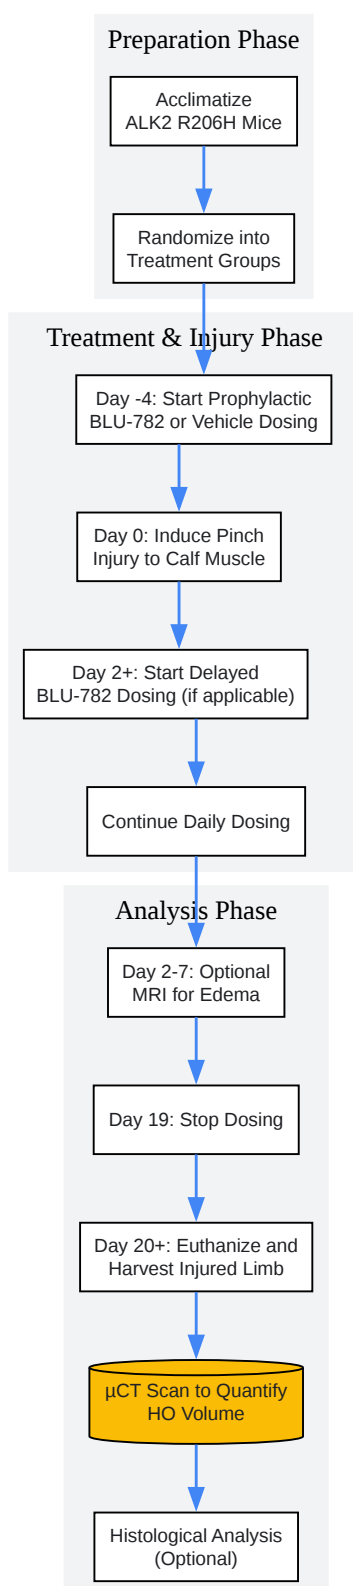 Preparation Phase
Acclimatize
ALK2 R206H Mice
Randomize into
Treatment Groups
Treatment & Injury Phase
Day -4: Start Prophylactic
BLU-782 or Vehicle Dosing
Day 0: Induce Pinch
Injury to Calf Muscle
Day 2+: Start Delayed
BLU-782 Dosing (if applicable)
Continue Daily Dosing
Analysis Phase
Day 2-7: Optional
MRI for Edema
Day 19: Stop Dosing
Day 20+: Euthanize and
Harvest Injured Limb
µCT Scan to Quantify
HO Volume
Histological Analysis
(Optional)